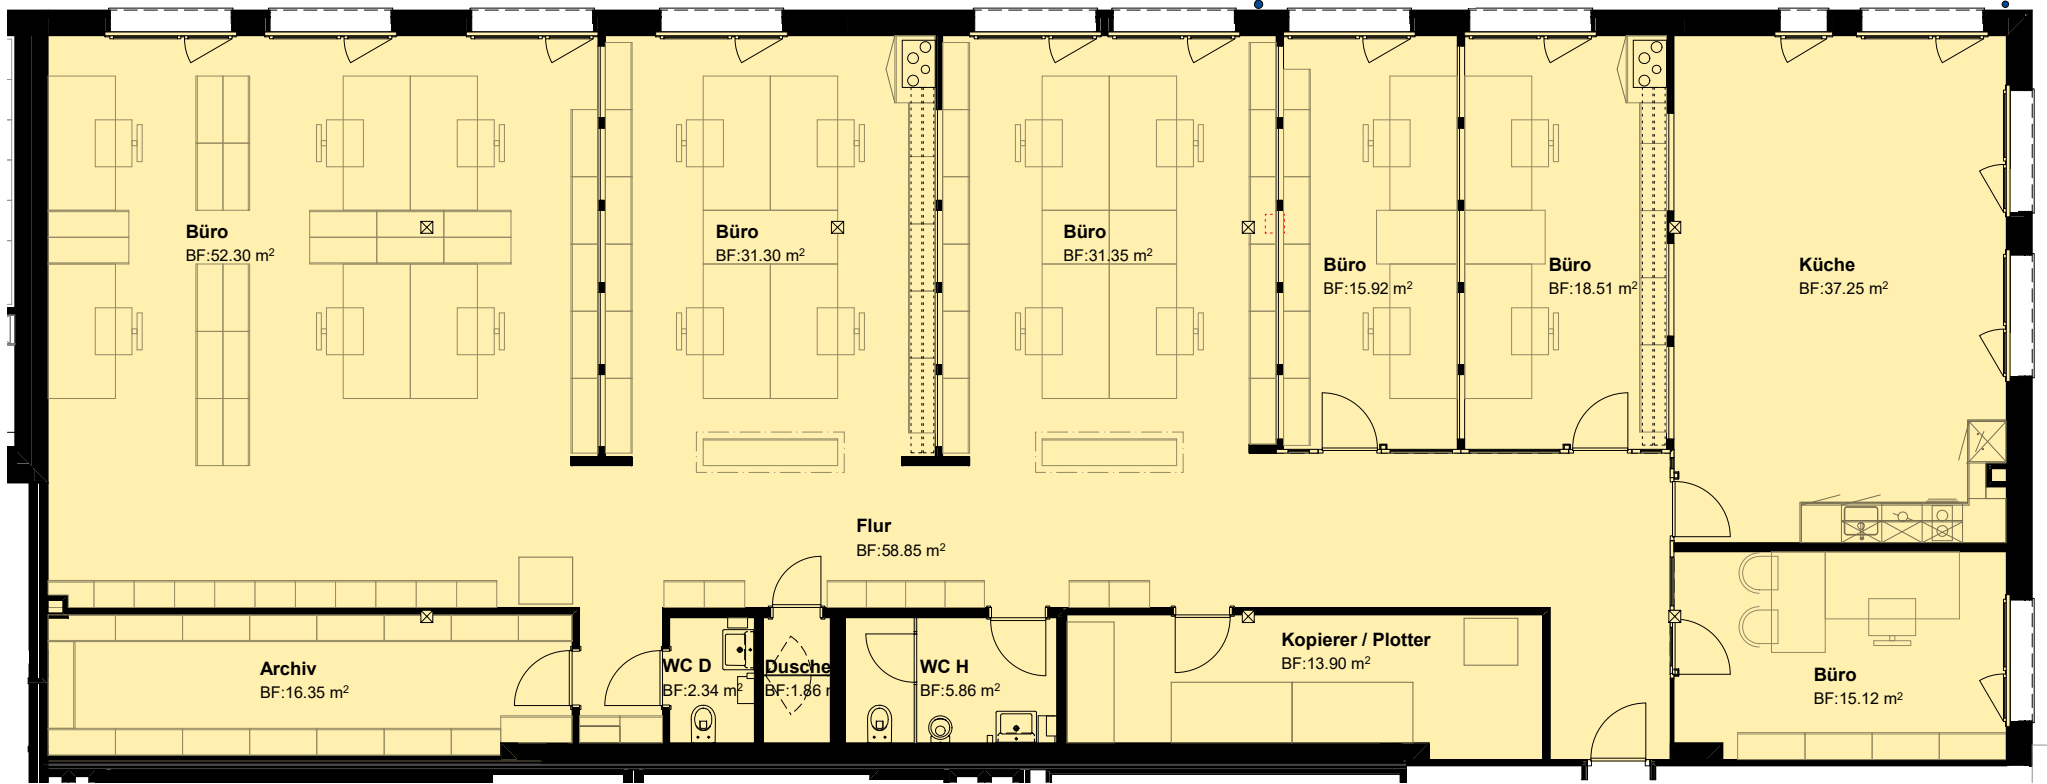 Büro
BF:52.30 m²
Büro
BF:31.30 m²
Büro
BF:31.35 m²
Büro
BF:15.92 m²
Büro
BF:18.51 m²
Küche
BF:37.25 m²
Flur
BF:58.85 m²
Archiv
BF:16.35 m²
WC D
BF:2.34 m²
Dusche
BF:1.86 m
WC H
BF:5.86 m²
Kopierer / Plotter
BF:13.90 m²
Büro
BF:15.12 m²